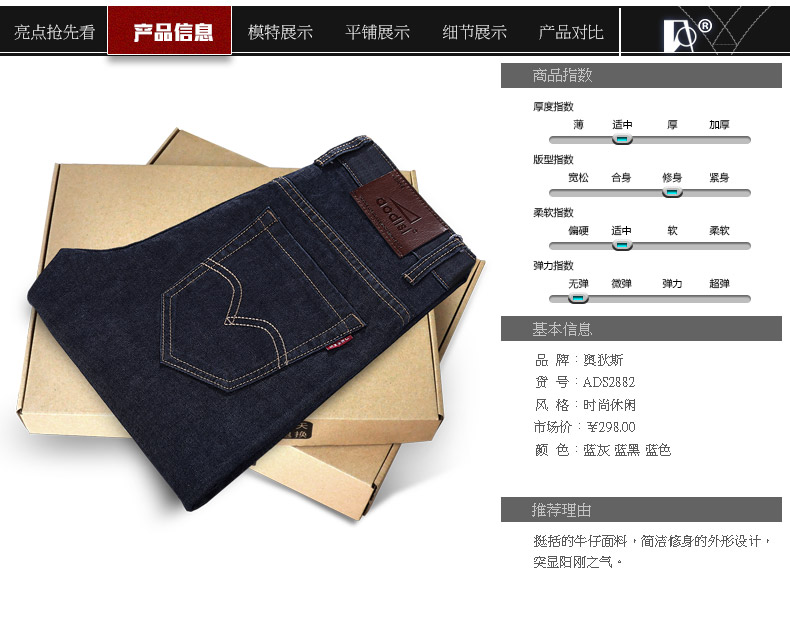 亮点抢先看 产品信息 模特展示 平铺展示 细节展示 产品对比
®
商品指数
厚度指数
薄 适中 厚 加厚
版型指数
宽松 合身 修身 紧身
柔软指数
偏硬 适中 软 柔软
弹力指数
无弹 微弹 弹力 超弹
aodisi
基本信息
品 牌：奥狄斯
货 号：ADS2882
风 格：时尚休闲
市场价：¥298.00
颜 色：蓝灰 蓝黑 蓝色
推荐理由
挺括的牛仔面料，简洁修身的外形设计，
突显阳刚之气。